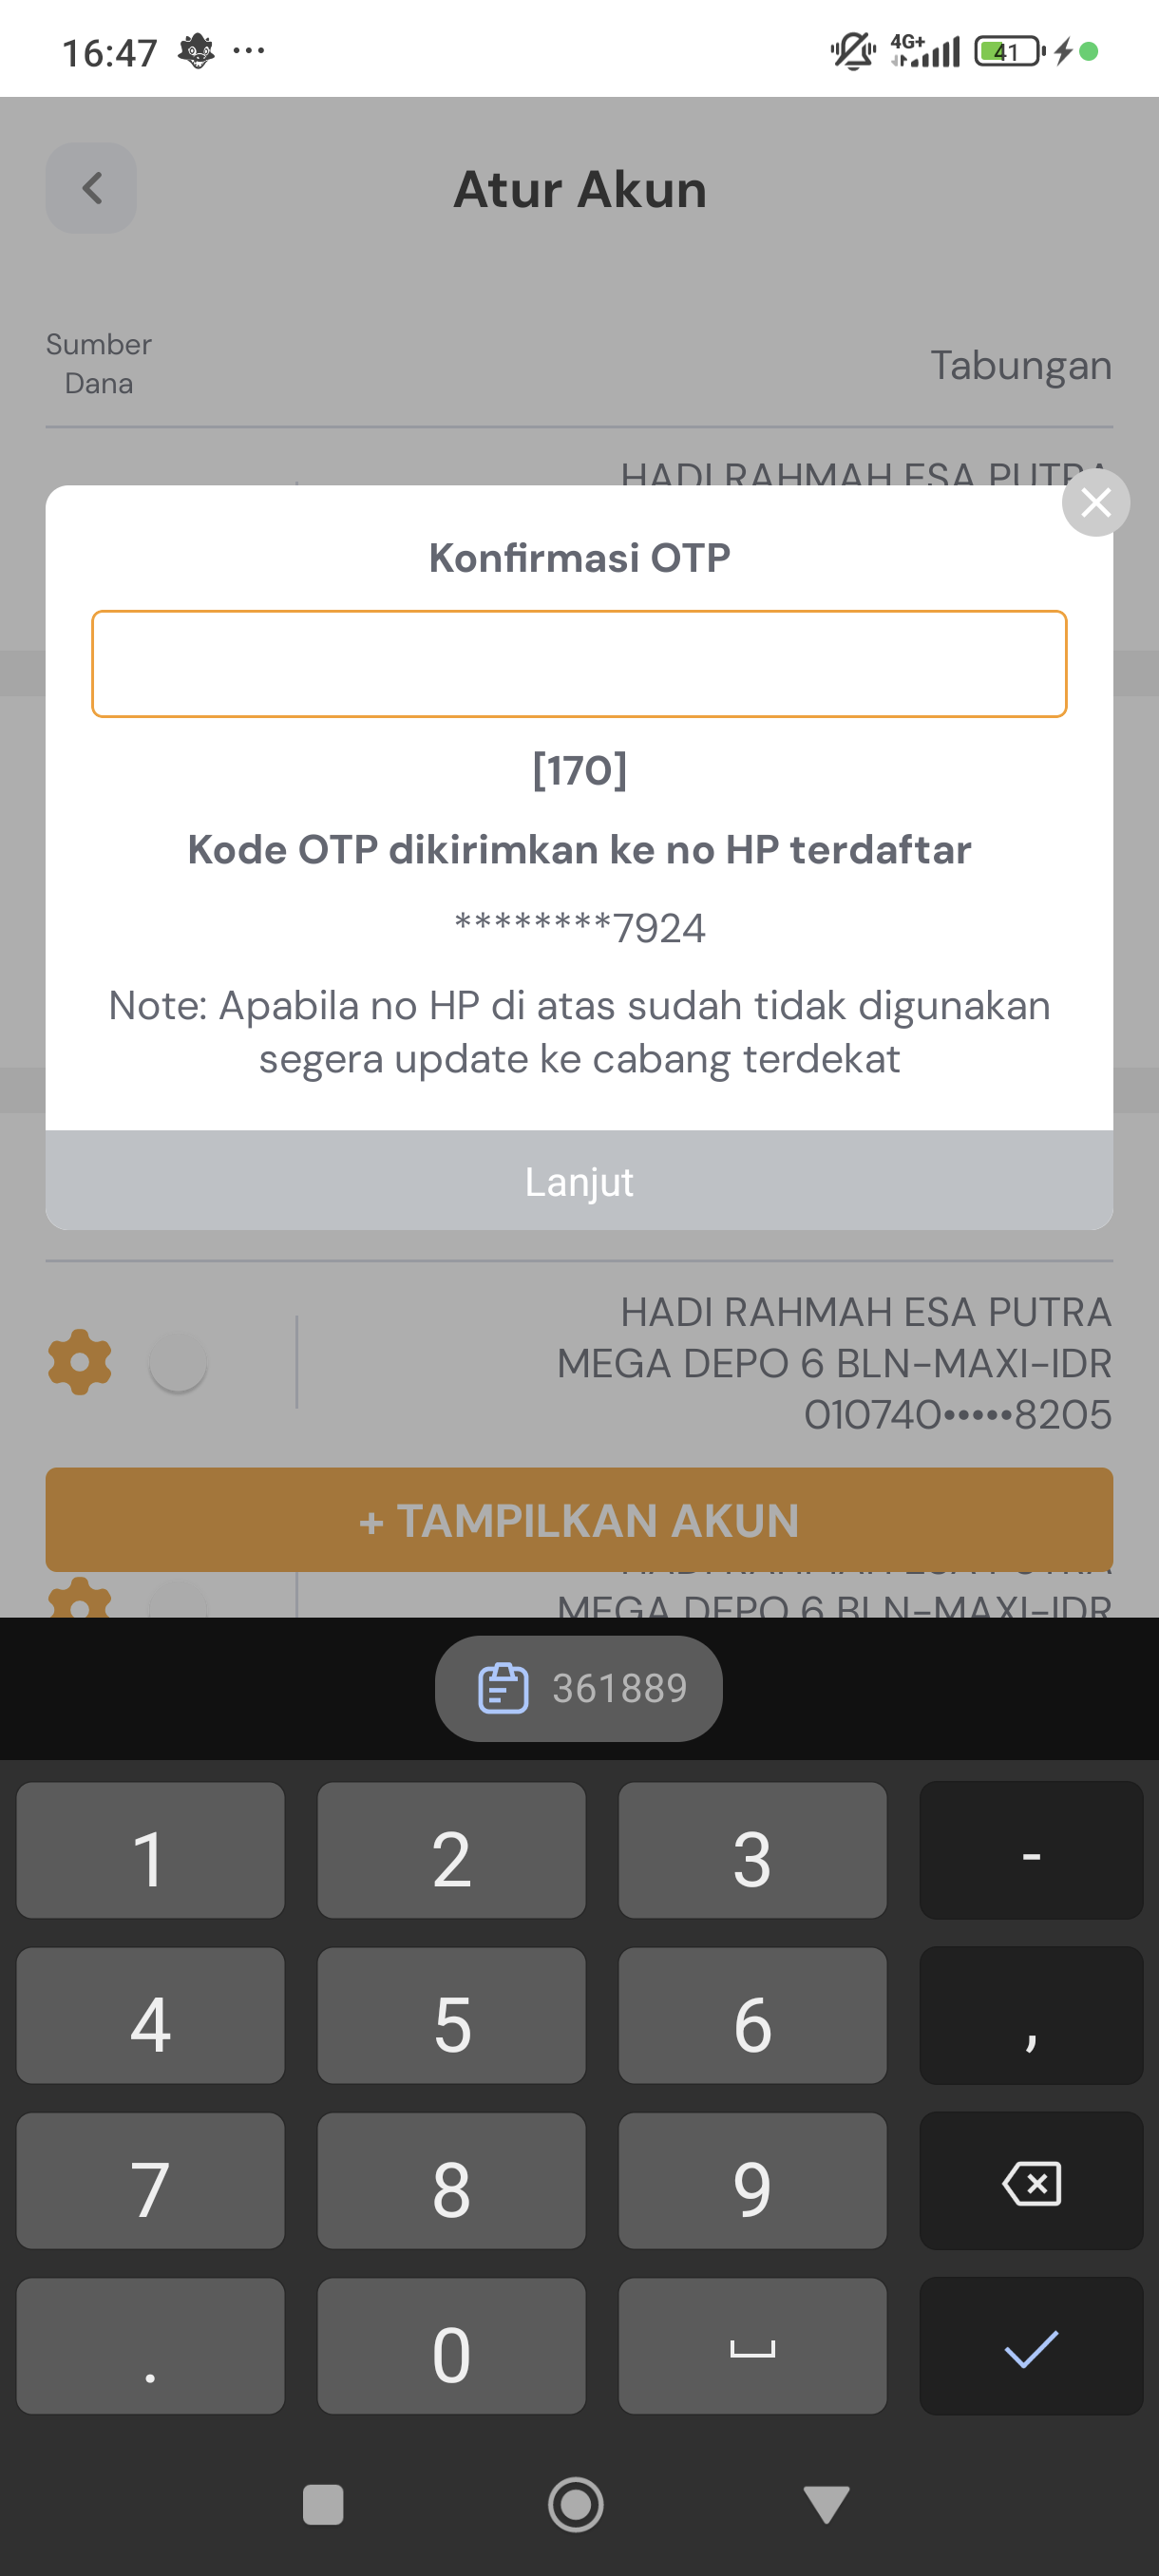 16:47
4G+
41
Atur Akun
Sumber
Dana
Tabungan
HADI RAHMAH ESA PUTRA
Konfirmasi OTP
[170]
Kode OTP dikirimkan ke no HP terdaftar
********7924
Note: Apabila no HP di atas sudah tidak digunakan
segera update ke cabang terdekat
Lanjut
HADI RAHMAH ESA PUTRA
MEGA DEPO 6 BLN-MAXI-IDR
010740•••••8205
+ TAMPILKAN AKUN
MEGA DEPO 6 BLN-MAXI-IDR
361889
1
2
3
-
4
5
6
,
7
8
9
.
0